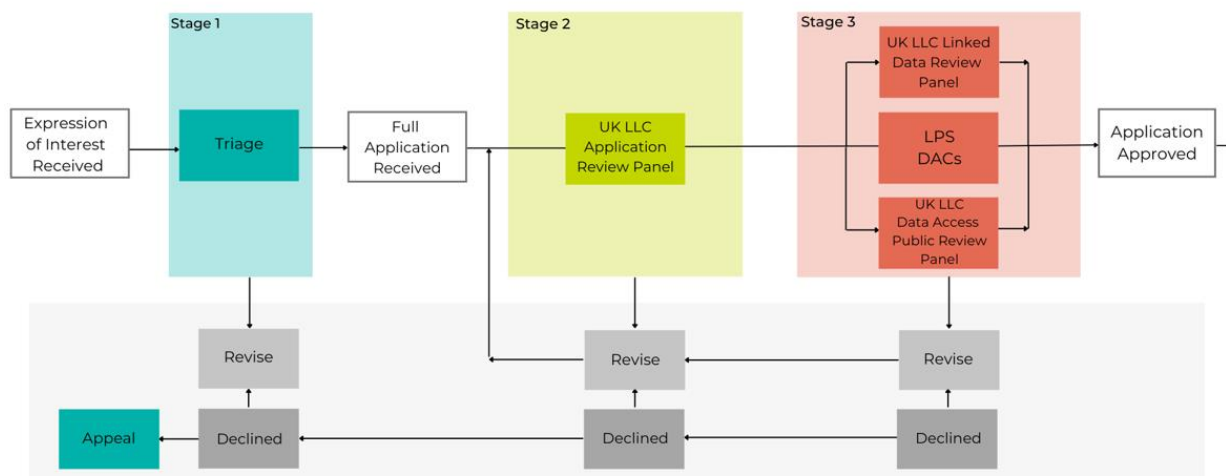 Stage 1
Stage 2
Stage 3
Expression
of Interest
Received
Triage
Full
Application
Received
UK LLC
Application
Review Panel
UK LLC Linked
Data Review
Panel
LPS
DACs
UK LLC
Data Access
Public Review
Panel
Application
Approved
Revise
Revise
Revise
Appeal
Declined
Declined
Declined